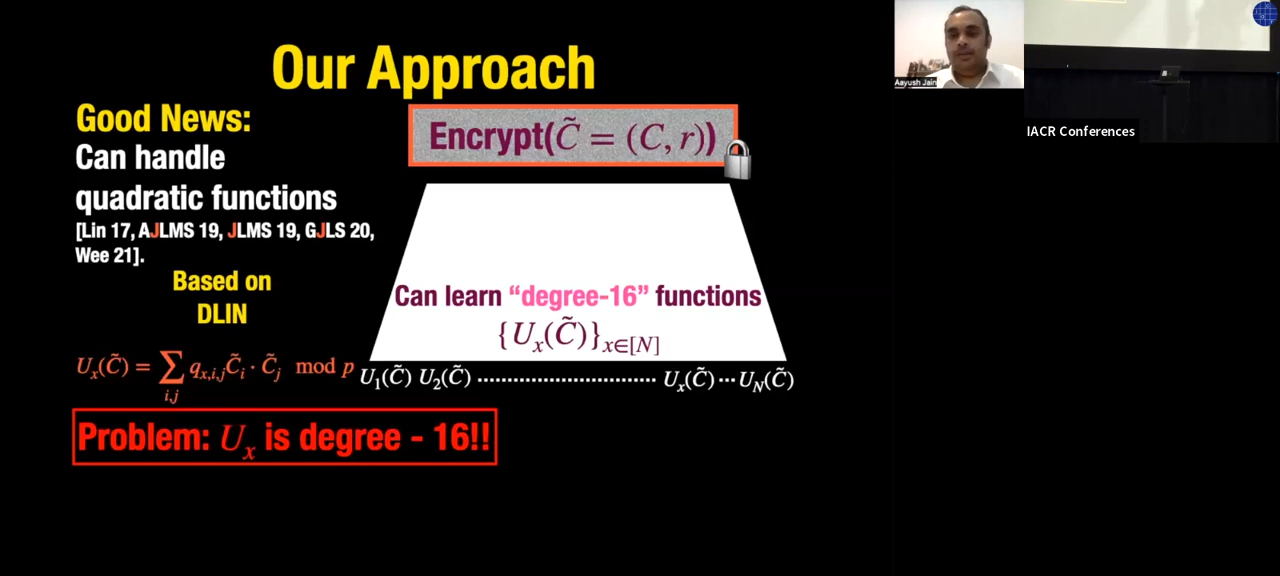 Our Approach
Good News:
Can handle
quadratic functions
[Lin 17, AJLMS 19, JLMS 19, GJLS 20,
Wee 21].
Based on
DLIN
U_x(C̃) = ∑_{i,j} q_{x,i,j} C̃_i · C̃_j mod p
Encrypt(C̃ = (C, r))
Can learn “degree-16” functions
{U_x(C̃)}_{x∈[N]}
U_1(C̃) U_2(C̃) ................................ U_x(C̃) ··· U_N(C̃)
Problem: U_x is degree - 16!!
Aayush Jain
IACR Conferences